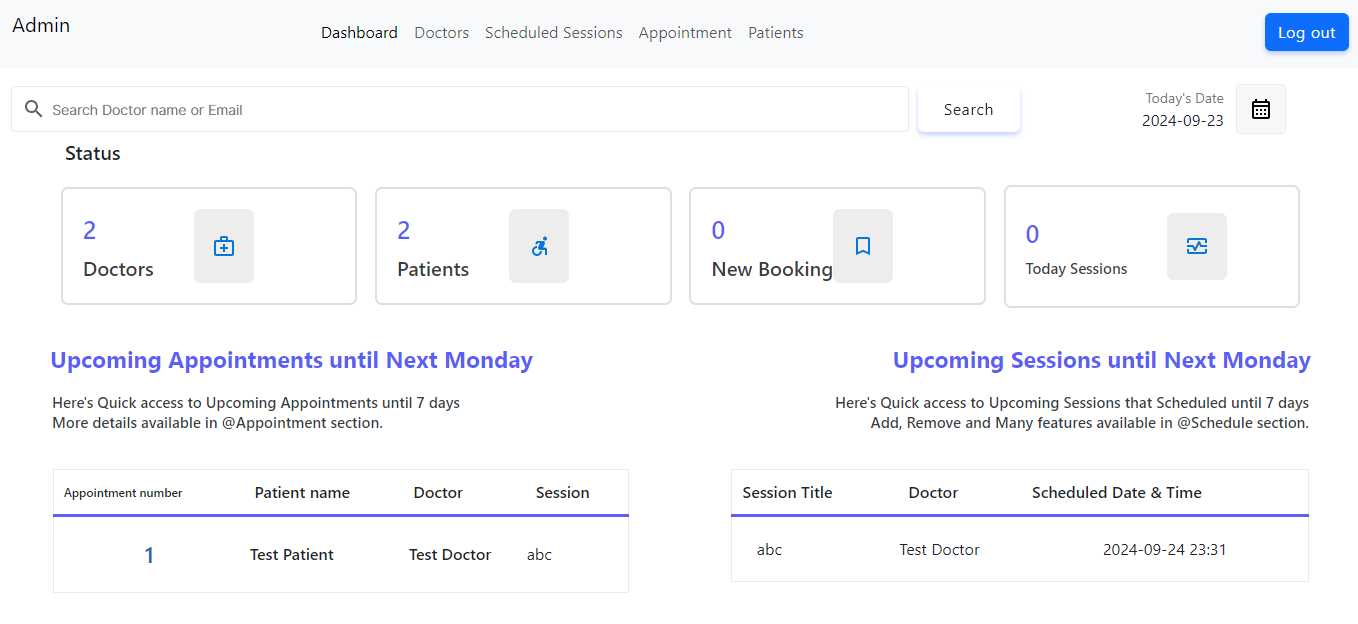 Admin
Dashboard Doctors Scheduled Sessions Appointment Patients
Log out
Search Doctor name or Email
Search
Today's Date
2024-09-23
Status
2
Doctors
2
Patients
0
New Booking
0
Today Sessions
Upcoming Appointments until Next Monday
Here's Quick access to Upcoming Appointments until 7 days
More details available in @Appointment section.
Appointment number Patient name Doctor Session
1 Test Patient Test Doctor abc
Upcoming Sessions until Next Monday
Here's Quick access to Upcoming Sessions that Scheduled until 7 days
Add, Remove and Many features available in @Schedule section.
Session Title Doctor Scheduled Date & Time
abc Test Doctor 2024-09-24 23:31